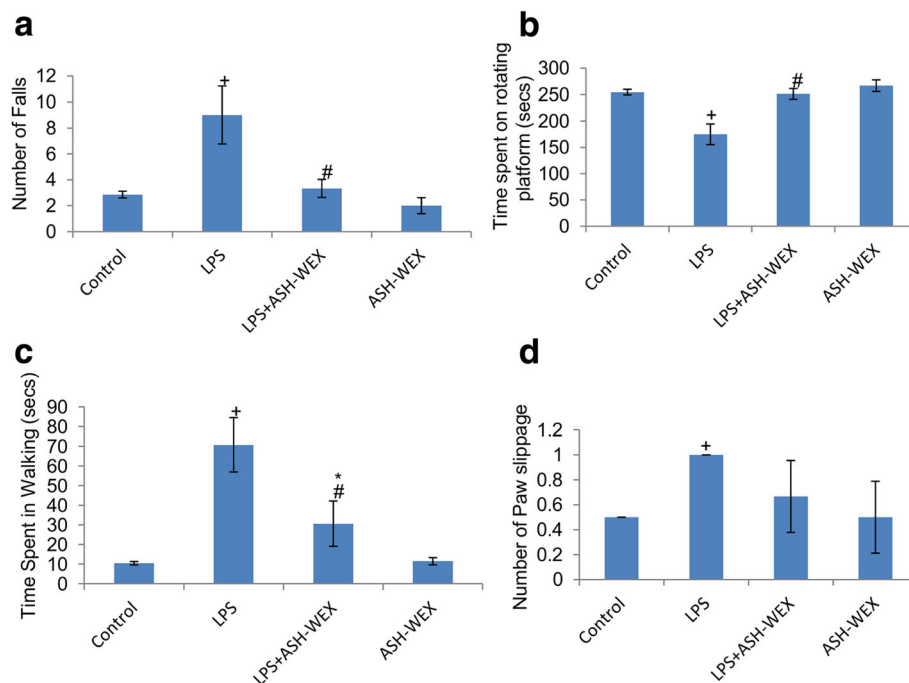 a
Number of Falls
12
10
8
6
4
2
0
+
#
Control
LPS
LPS+ASH-WEX
ASH-WEX
b
Time spent on rotating
platform (secs)
300
250
200
150
100
50
0
+
#
Control
LPS
LPS+ASH-WEX
ASH-WEX
c
Time Spent in Walking (secs)
90
80
70
60
50
40
30
20
10
0
+
*
#
Control
LPS
LPS+ASH-WEX
ASH-WEX
d
Number of Paw slippage
1.2
1
0.8
0.6
0.4
0.2
0
+
Control
LPS
LPS+ASH-WEX
ASH-WEX